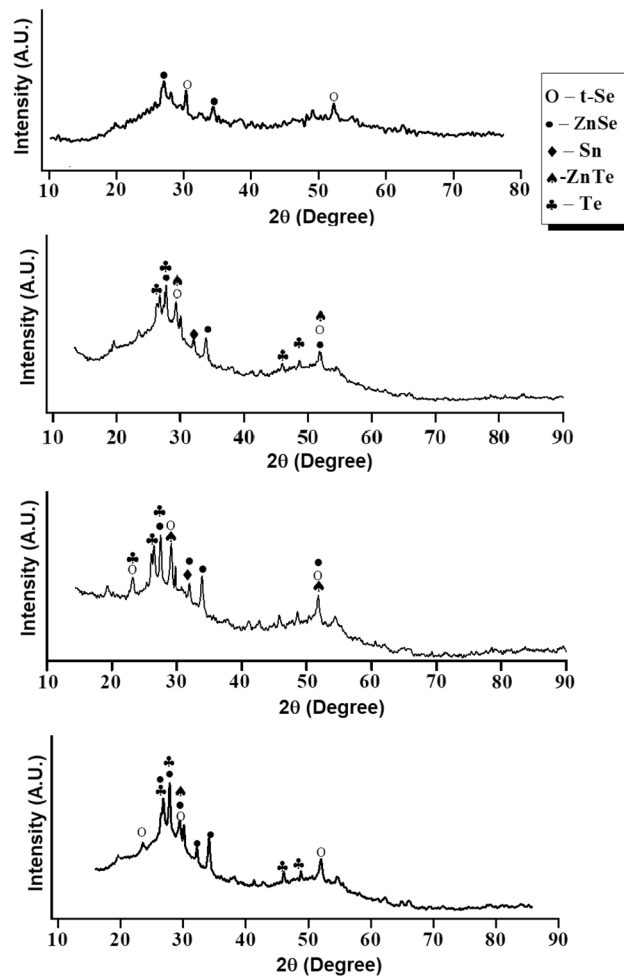 Intensity (A.U.)
10 20 30 40 50 60 70 80
2θ (Degree)
O – t-Se
● – ZnSe
♦ – Sn
♠-ZnTe
♣ – Te
Intensity (A.U.)
10 20 30 40 50 60 70 80 90
2θ (Degree)
Intensity (A.U.)
10 20 30 40 50 60 70 80 90
2θ (Degree)
Intensity (A.U.)
10 20 30 40 50 60 70 80 90
2θ (Degree)